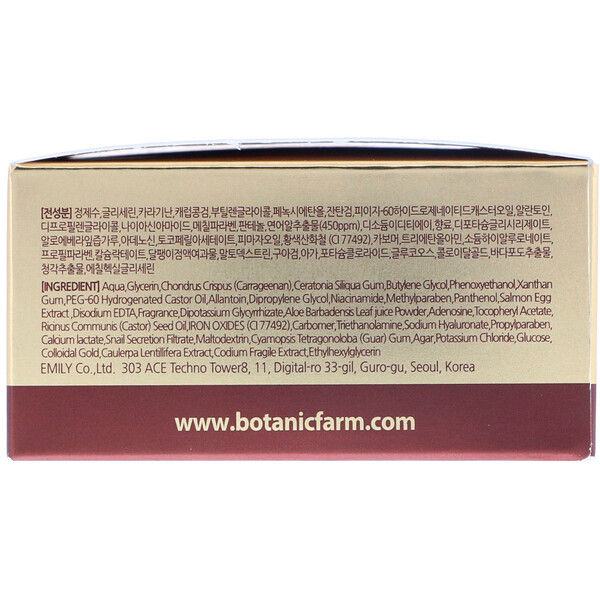 [전성분] 정제수,글리세린,카라기난,캐럽콩검,부틸렌글라이콜,페녹시에탄올,잔탄검,피이지-60하이드로제네이티드캐스터오일,알란토인,
디프로필렌글라이콜,나이아신아마이드,메칠파라벤,판테놀,연어알추출물(450ppm),디소듐이디티에이,향료,디포타슘글리시리제이트,
알로에베라잎즙가루,아데노신,토코페릴아세테이트,피마자오일,황색산화철 (CI 77492), 카보머,트리에탄올아민,소듐하이알루로네이트,
프로필파라벤,칼슘락테이트,달팽이점액여과물,말토덱스트린,구아검,아가,포타슘클로라이드,글루코오스,콜로이달골드,바다포도추출물,
청각추출물,에칠헥실글리세린
[INGREDIENT] Aqua,Glycerin,Chondrus Crispus (Carrageenan),Ceratonia Siliqua Gum,Butylene Glycol,Phenoxyethanol,Xanthan
Gum,PEG-60 Hydrogenated Castor Oil,Allantoin,Dipropylene Glycol,Niacinamide,Methylparaben,Panthenol,Salmon Egg
Extract ,Disodium EDTA,Fragrance,Dipotassium Glycyrrhizate,Aloe Barbadensis Leaf juice Powder,Adenosine,Tocopheryl Acetate,
Ricinus Communis (Castor) Seed Oil,IRON OXIDES (CI 77492),Carbomer,Triethanolamine,Sodium Hyaluronate,Propylparaben,
Calcium lactate,Snail Secretion Filtrate,Maltodextrin,Cyamopsis Tetragonoloba (Guar) Gum,Agar,Potassium Chloride,Glucose,
Colloidal Gold,Caulerpa Lentillifera Extract,Codium Fragile Extract,Ethylhexylglycerin
EMILY Co.,Ltd. 303 ACE Techno Tower8, 11, Digital-ro 33-gil, Guro-gu, Seoul, Korea
www.botanicfarm.com